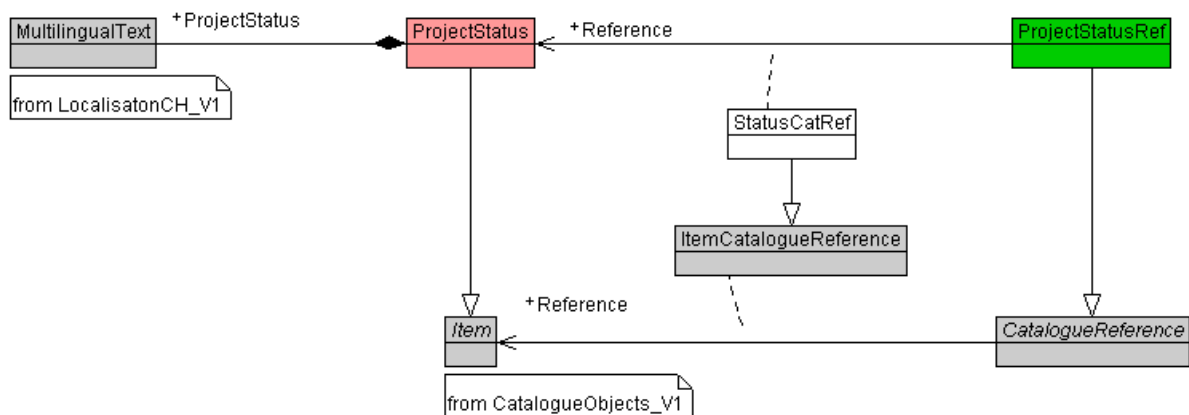 +ProjectStatus
+Reference
MultilingualText
ProjectStatus
ProjectStatusRef
from LocalisatonCH_V1
StatusCatRef
ItemCatalogueReference
+Reference
Item
CatalogueReference
from CatalogueObjects_V1